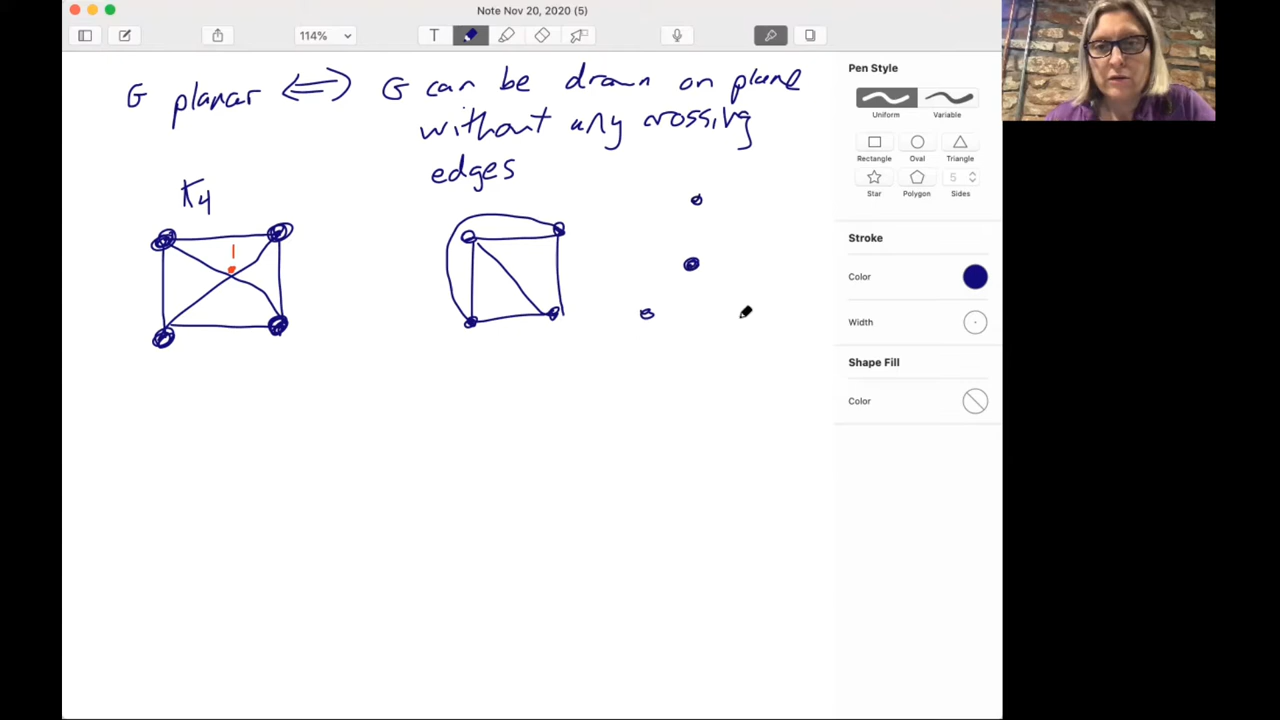 Note Nov 20, 2020 (5)
114%
T
G planar ⟺ G can be drawn on plane
without any crossing
edges
K4
1
Pen Style
Uniform Variable
Rectangle Oval Triangle
5
Star Polygon Sides
Stroke
Color
Width
Shape Fill
Color